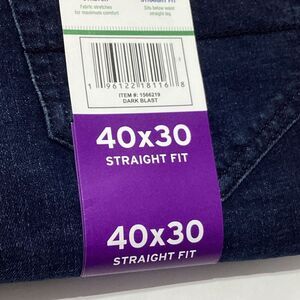 STRETCH
Fabric stretches
for maximum comfort
STRAIGHT FIT
Sits below waist
straight leg
1 96122 18116 8
ITEM #: 1566219
DARK BLAST
40x30
STRAIGHT FIT
40x30
STRAIGHT FIT